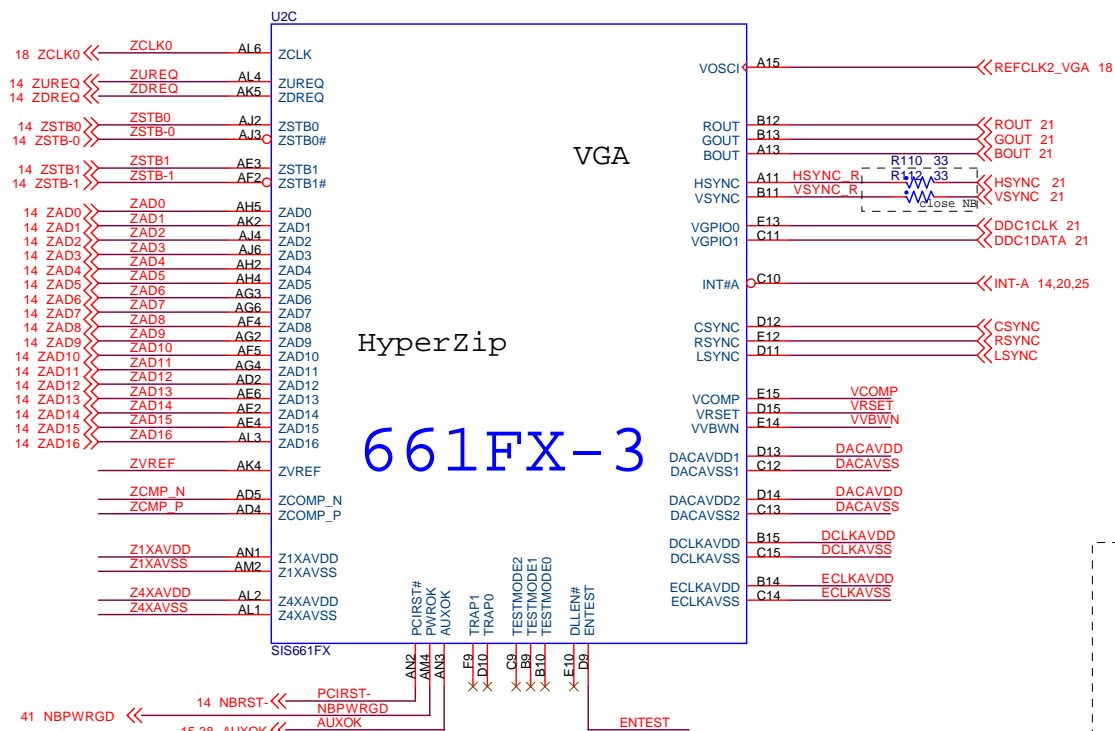 U2C
18 ZCLK0 ZCLK0 AL6 ZCLK
14 ZUREQ ZUREQ AL4 ZUREQ
14 ZDREQ ZDREQ AK5 ZDREQ
14 ZSTB0 ZSTB0 AJ2 ZSTB0
14 ZSTB-0 ZSTB-0 AJ3 ZSTB0#
14 ZSTB1 ZSTB1 AE3 ZSTB1
14 ZSTB-1 ZSTB-1 AF2 ZSTB1#
14 ZAD0 ZAD0 AH5 ZAD0
14 ZAD1 ZAD1 AK2 ZAD1
14 ZAD2 ZAD2 AJ4 ZAD2
14 ZAD3 ZAD3 AJ6 ZAD3
14 ZAD4 ZAD4 AH2 ZAD4
14 ZAD5 ZAD5 AH4 ZAD5
14 ZAD6 ZAD6 AG3 ZAD6
14 ZAD7 ZAD7 AG6 ZAD7
14 ZAD8 ZAD8 AF4 ZAD8
14 ZAD9 ZAD9 AG2 ZAD9
14 ZAD10 ZAD10 AF5 ZAD10
14 ZAD11 ZAD11 AG4 ZAD11
14 ZAD12 ZAD12 AD2 ZAD12
14 ZAD13 ZAD13 AE6 ZAD13
14 ZAD14 ZAD14 AE2 ZAD14
14 ZAD15 ZAD15 AE4 ZAD15
14 ZAD16 ZAD16 AL3 ZAD16
ZVREF AK4 ZVREF
ZCMP_N AD5 ZCOMP_N
ZCMP_P AD4 ZCOMP_P
Z1XAVDD AN1 Z1XAVDD
Z1XAVSS AM2 Z1XAVSS
Z4XAVDD AL2 Z4XAVDD
Z4XAVSS AL1 Z4XAVSS
VGA
HyperZip
661FX-3
VOSCI A15 REFCLK2_VGA 18
ROUT B12 ROUT 21
GOUT B13 GOUT 21
BOUT A13 BOUT 21
R110 33
HSYNC A11 HSYNC_R HSYNC 21
R112 33
VSYNC B11 VSYNC_R VSYNC 21
close NB
VGPIO0 E13 DDC1CLK 21
VGPIO1 C11 DDC1DATA 21
INT#A C10 INT-A 14,20,25
CSYNC D12 CSYNC
RSYNC E12 RSYNC
LSYNC D11 LSYNC
VCOMP E15 VCOMP
VRSET D15 VRSET
VVBWN E14 VVBWN
DACAVDD1 D13 DACAVDD
DACAVSS1 C12 DACAVSS
DACAVDD2 D14 DACAVDD
DACAVSS2 C13 DACAVSS
DCLKAVDD B15 DCLKAVDD
DCLKAVSS C15 DCLKAVSS
ECLKAVDD B14 ECLKAVDD
ECLKAVSS C14 ECLKAVSS
PCIRST# AN2
PWROK AM4
AUXOK AN3
TRAP1 F9
TRAP0 D10
TESTMODE2 C9
TESTMODE1 B9
TESTMODE0 B10
DLLEN# E10
ENTEST D9
SIS661FX
14 NBRST- PCIRST-
41 NBPWRGD NBPWRGD
15,38 AUXOK AUXOK
ENTEST